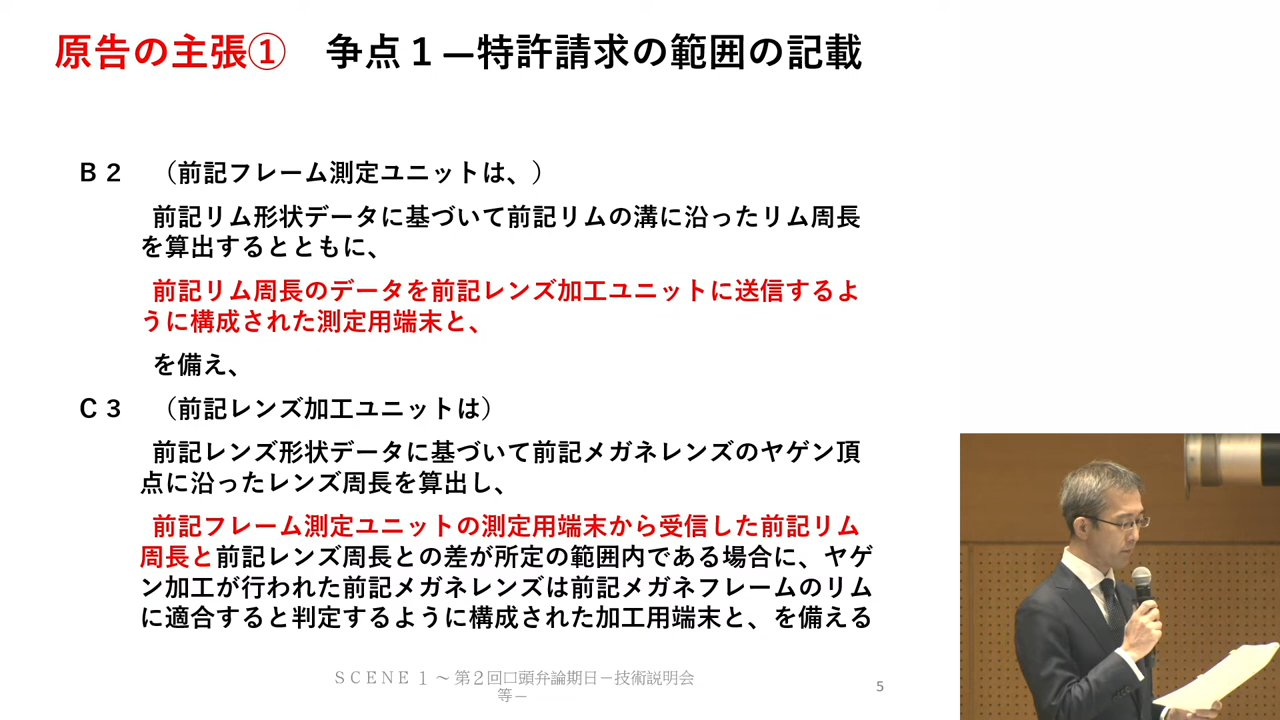 原告の主張① 争点１―特許請求の範囲の記載
Ｂ２ （前記フレーム測定ユニットは、）
前記リム形状データに基づいて前記リムの溝に沿ったリム周長
を算出するとともに、
前記リム周長のデータを前記レンズ加工ユニットに送信するよ
うに構成された測定用端末と、
を備え、
Ｃ３ （前記レンズ加工ユニットは）
前記レンズ形状データに基づいて前記メガネレンズのヤゲン頂
点に沿ったレンズ周長を算出し、
前記フレーム測定ユニットの測定用端末から受信した前記リム
周長と前記レンズ周長との差が所定の範囲内である場合に、ヤゲ
ン加工が行われた前記メガネレンズは前記メガネフレームのリム
に適合すると判定するように構成された加工用端末と、を備える
ＳＣＥＮＥ １ ～ 第２回口頭弁論期日－技術説明会
等－
5